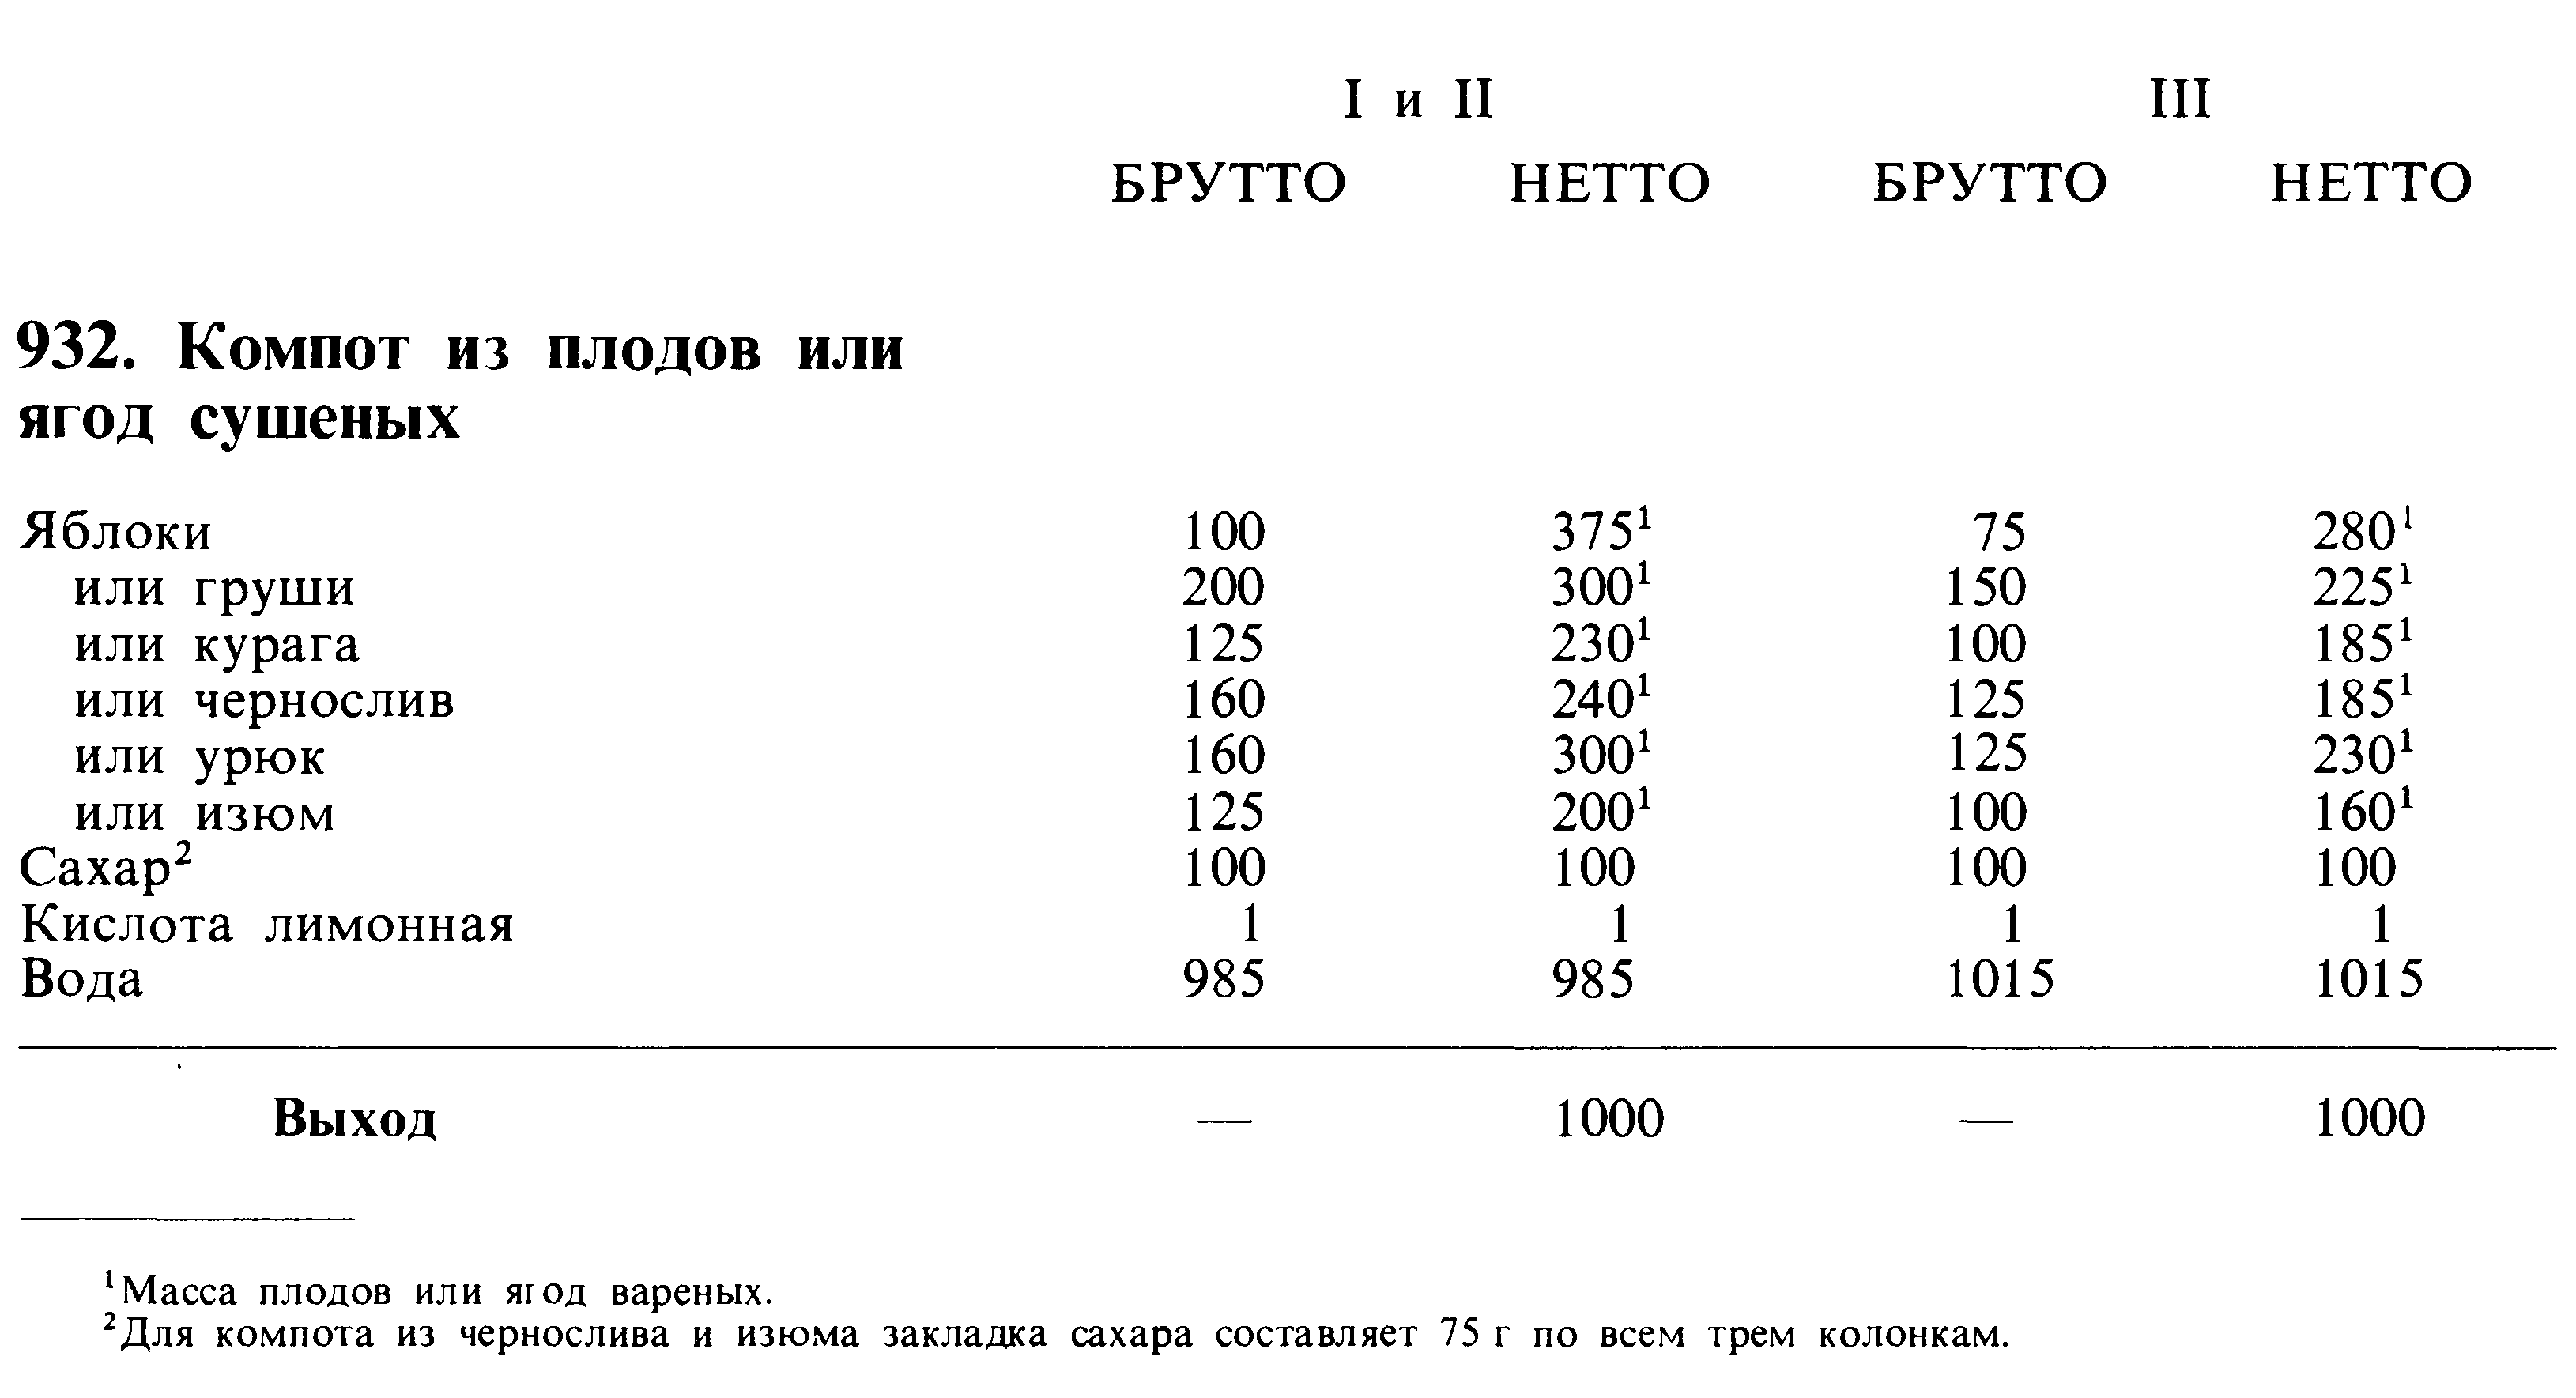 I и II III
БРУТТО НЕТТО БРУТТО НЕТТО
932. Компот из плодов или
ягод сушеных
Яблоки 100 375¹ 75 280¹
или груши 200 300¹ 150 225¹
или курага 125 230¹ 100 185¹
или чернослив 160 240¹ 125 185¹
или урюк 160 300¹ 125 230¹
или изюм 125 200¹ 100 160¹
Сахар² 100 100 100 100
Кислота лимонная 1 1 1 1
Вода 985 985 1015 1015
Выход — 1000 — 1000
¹Масса плодов или ягод вареных.
²Для компота из чернослива и изюма закладка сахара составляет 75 г по всем трем колонкам.